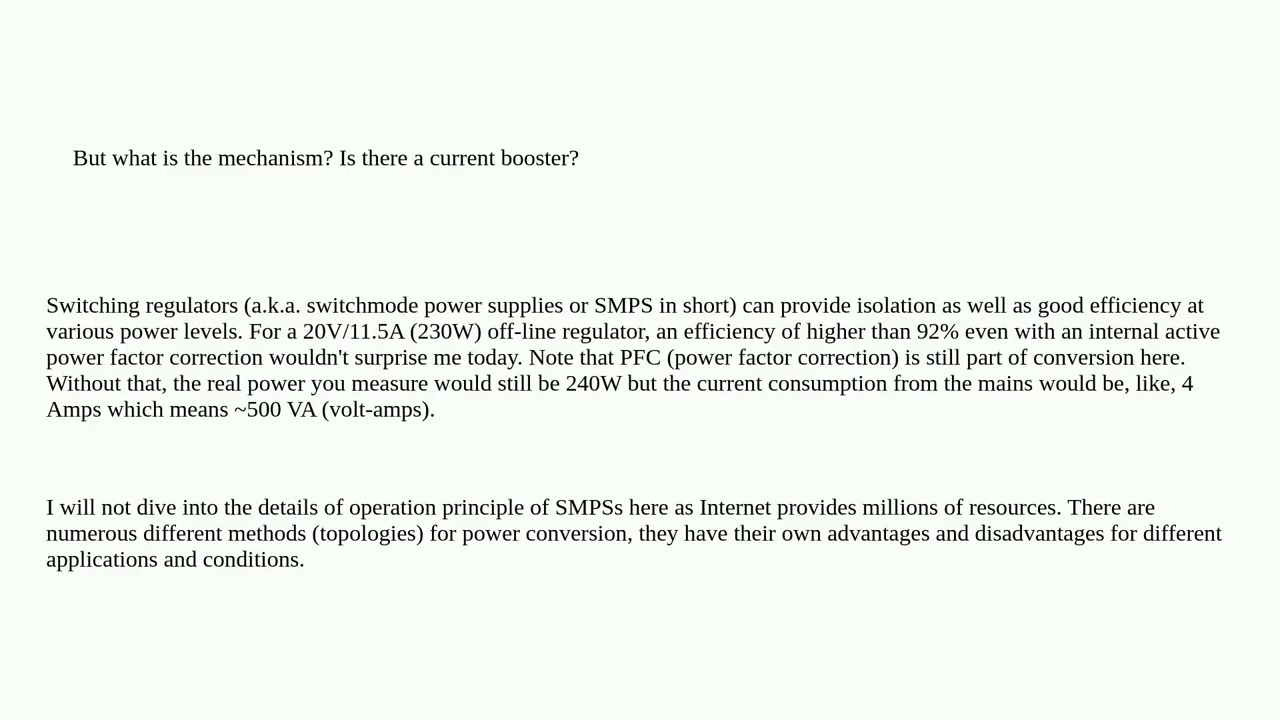 But what is the mechanism? Is there a current booster?
Switching regulators (a.k.a. switchmode power supplies or SMPS in short) can provide isolation as well as good efficiency at
various power levels. For a 20V/11.5A (230W) off-line regulator, an efficiency of higher than 92% even with an internal active
power factor correction wouldn't surprise me today. Note that PFC (power factor correction) is still part of conversion here.
Without that, the real power you measure would still be 240W but the current consumption from the mains would be, like, 4
Amps which means ~500 VA (volt-amps).
I will not dive into the details of operation principle of SMPSs here as Internet provides millions of resources. There are
numerous different methods (topologies) for power conversion, they have their own advantages and disadvantages for different
applications and conditions.